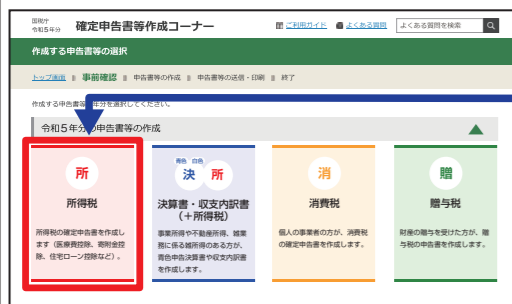 国税庁
令和5年分
確定申告書等作成コーナー
ご利用ガイド
よくある質問
よくある質問を検索
作成する申告書等の選択
トップ画面
事前確認
申告書等の作成
申告書等の送信・印刷
終了
作成する申告書等 年分を選択してください。
令和5年分の申告書等の作成
所
所得税
所得税の確定申告書を作成し
ます（医療費控除、寄附金控
除、住宅ローン控除など）。
青色 白色
決 所
決算書・収支内訳書
（＋所得税）
事業所得や不動産所得、雑業
務に係る雑所得のある方が、
青色申告決算書や収支内訳書
を作成します。
消
消費税
個人の事業者の方が、消費税
の確定申告書を作成します。
贈
贈与税
財産の贈与を受けた方が、贈
与税の申告書を作成します。